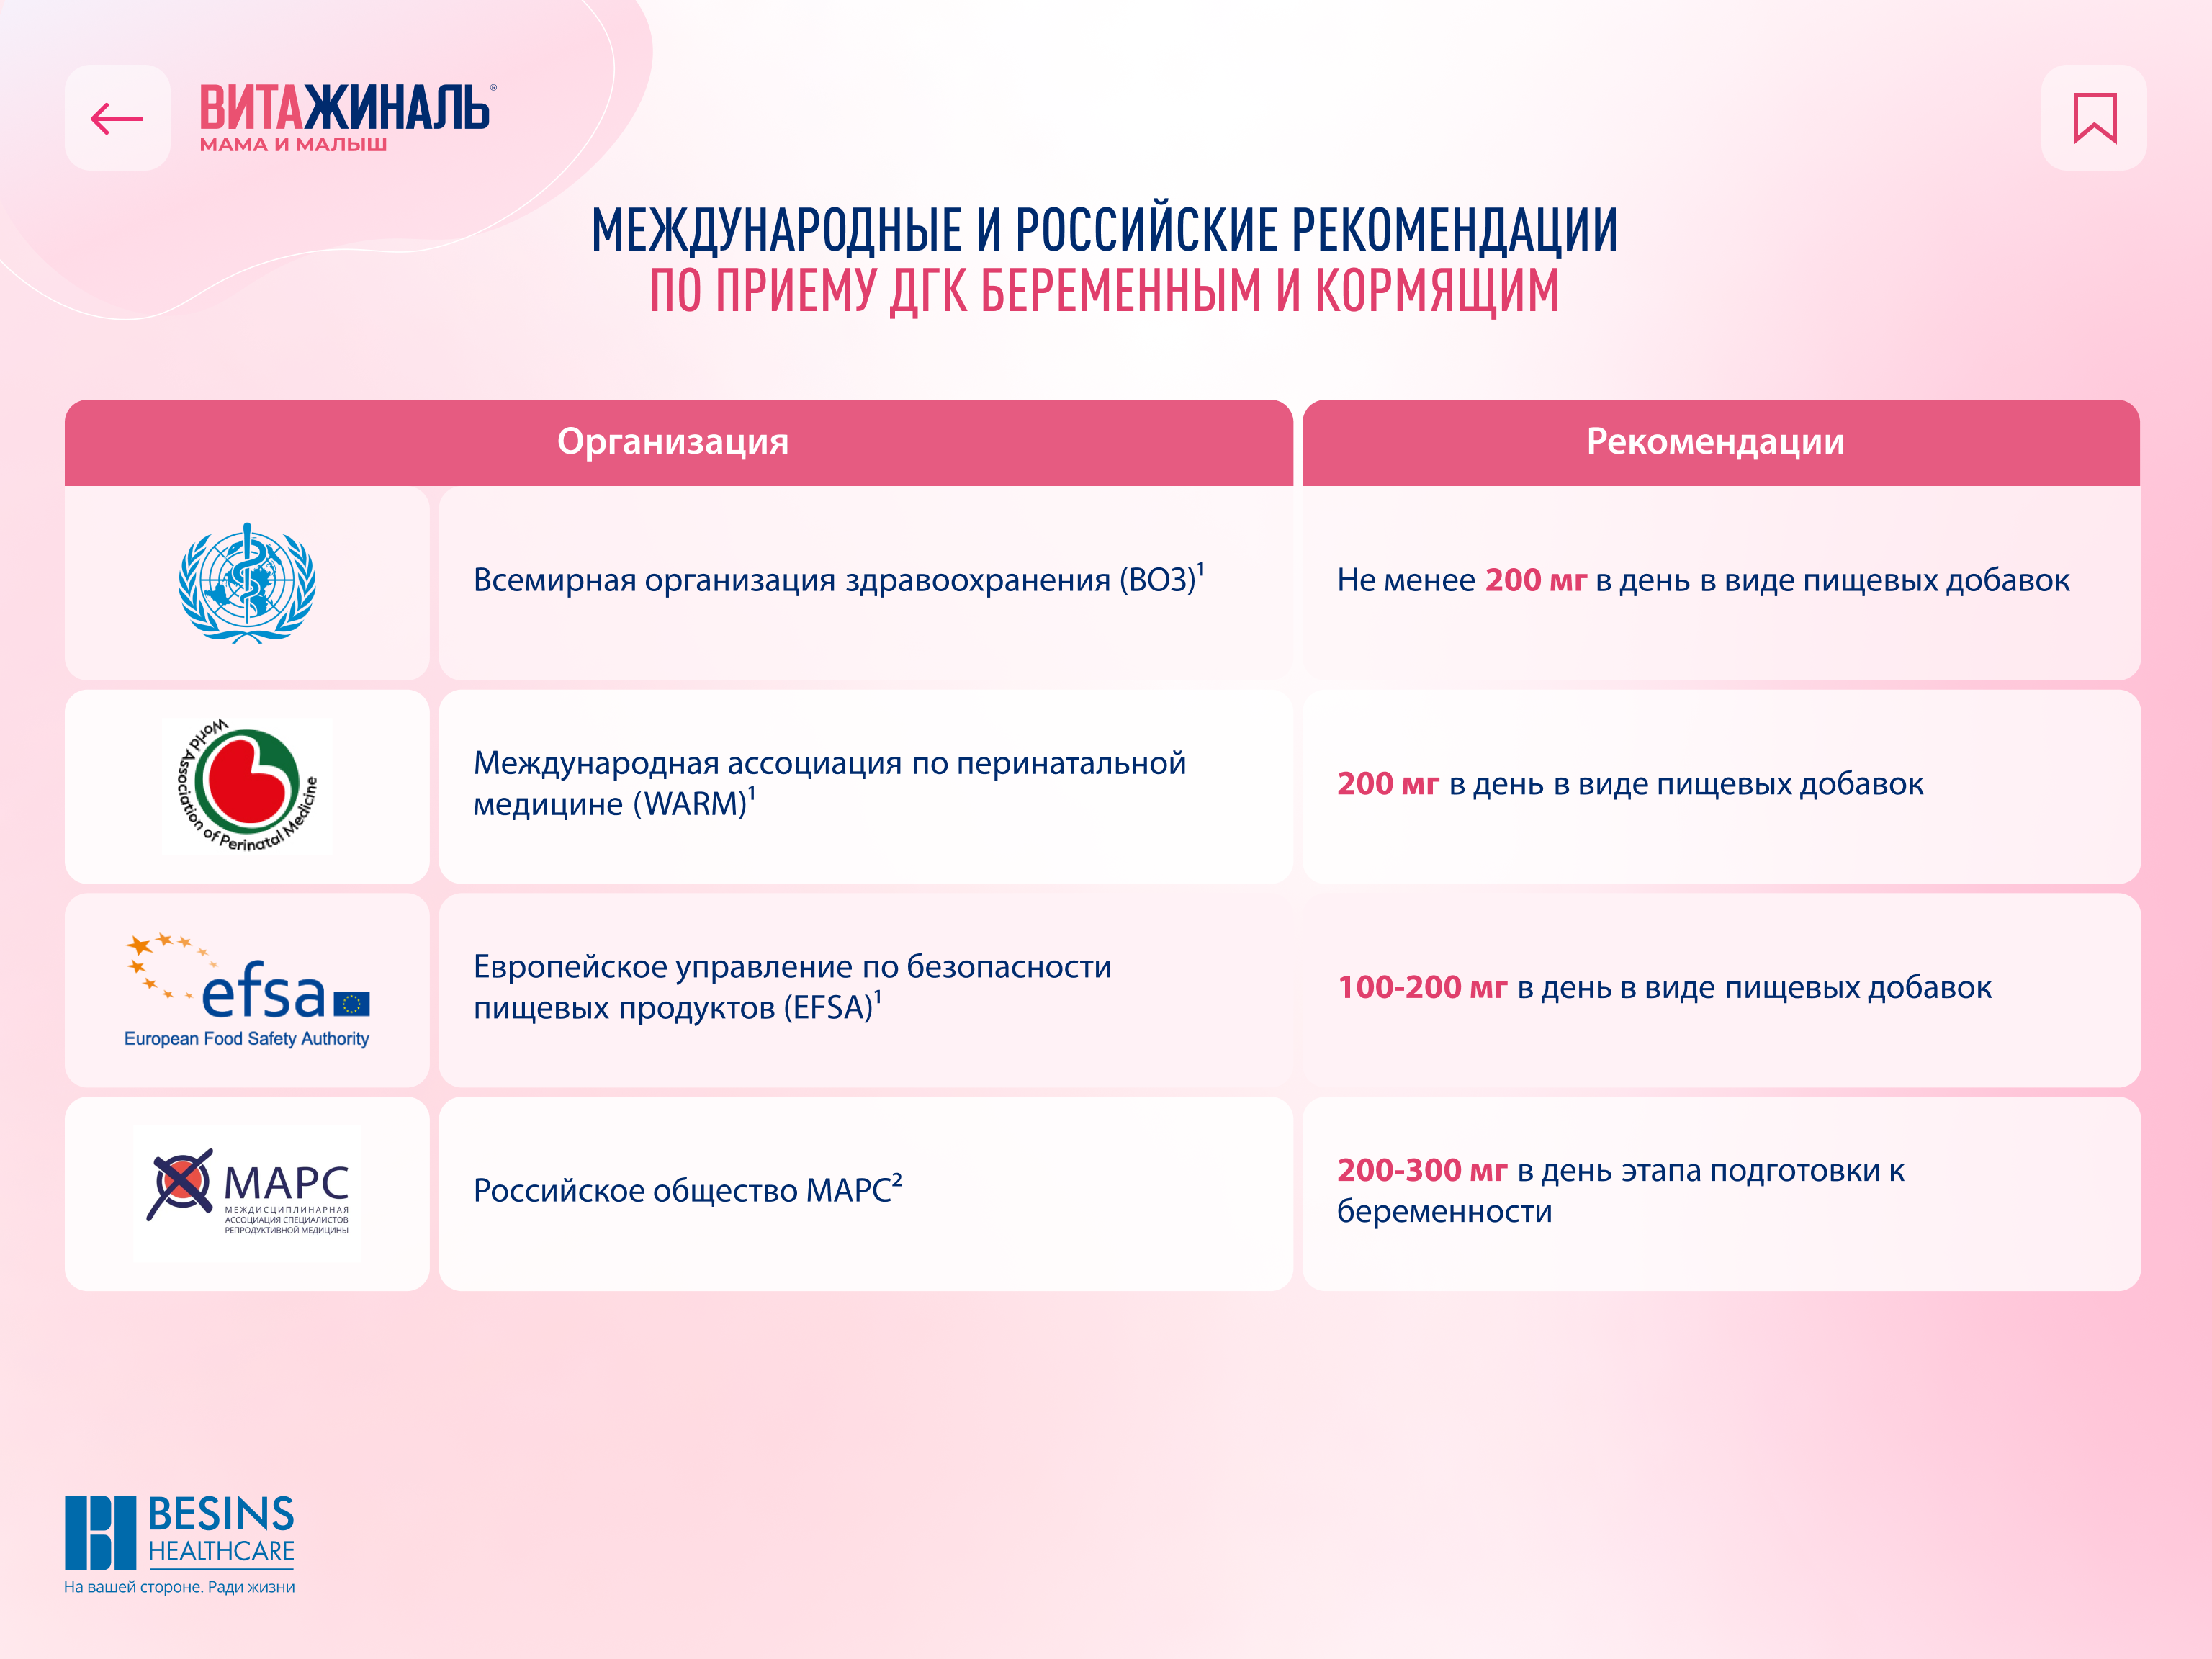 ВИТАЖИНАЛЬ®
МАМА И МАЛЫШ
МЕЖДУНАРОДНЫЕ И РОССИЙСКИЕ РЕКОМЕНДАЦИИ
ПО ПРИЕМУ ДГК БЕРЕМЕННЫМ И КОРМЯЩИМ
Организация
Рекомендации
Всемирная организация здравоохранения (ВОЗ)¹
Не менее 200 мг в день в виде пищевых добавок
World Association of Perinatal Medicine
Международная ассоциация по перинатальной
медицине (WARM)¹
200 мг в день в виде пищевых добавок
efsa
European Food Safety Authority
Европейское управление по безопасности
пищевых продуктов (EFSA)¹
100-200 мг в день в виде пищевых добавок
МАРС
МЕЖДИСЦИПЛИНАРНАЯ
АССОЦИАЦИЯ СПЕЦИАЛИСТОВ
РЕПРОДУКТИВНОЙ МЕДИЦИНЫ
Российское общество МАРС²
200-300 мг в день этапа подготовки к
беременности
BESINS
HEALTHCARE
На вашей стороне. Ради жизни